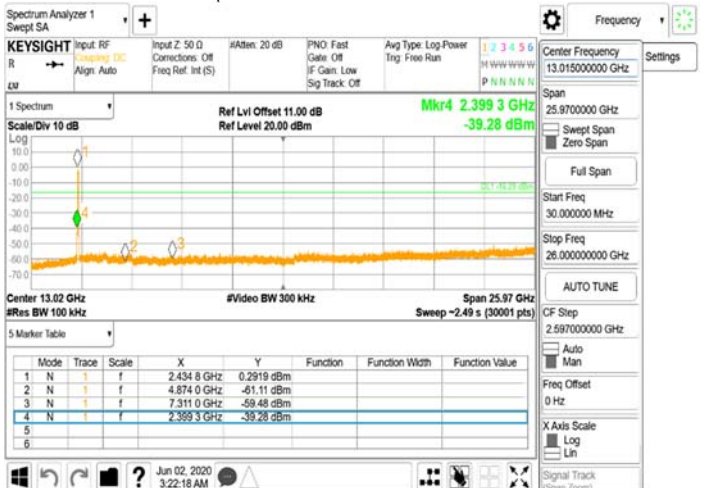 Spectrum Analyzer 1
Swept SA
+
Frequency
KEYSIGHT
R
Input: RF
Coupling: DC
Align: Auto
Input Z: 50 Ω
Corrections: Off
Freq Ref: Int (S)
#Atten: 20 dB
PNO: Fast
Gate: Off
IF Gain: Low
Sig Track: Off
Avg Type: Log-Power
Trig: Free Run
1 2 3 4 5 6
M W W W W W
P N N N N N
Center Frequency
13.015000000 GHz
Settings
Span
25.9700000 GHz
Swept Span
Zero Span
Full Span
Start Freq
30.000000 MHz
Stop Freq
26.000000000 GHz
AUTO TUNE
CF Step
2.597000000 GHz
Auto
Man
Freq Offset
0 Hz
X Axis Scale
Log
Lin
Signal Track
(Span Zoom)
1 Spectrum
Scale/Div 10 dB
Ref Lvl Offset 11.00 dB
Ref Level 20.00 dBm
Mkr4 2.399 3 GHz
-39.28 dBm
Log
10.0
0.00
-10.0
-20.0
-30.0
-40.0
-50.0
-60.0
-70.0
1
4
2
3
Center 13.02 GHz
#Res BW 100 kHz
#Video BW 300 kHz
Span 25.97 GHz
Sweep ~2.49 s (30001 pts)
5 Marker Table
Mode Trace Scale X Y Function Function Width Function Value
1 N 1 f 2.434 8 GHz 0.2919 dBm
2 N 1 f 4.874 0 GHz -61.11 dBm
3 N 1 f 7.311 0 GHz -59.48 dBm
4 N 1 f 2.399 3 GHz -39.28 dBm
5
6
?
Jun 02, 2020
3:22:18 AM